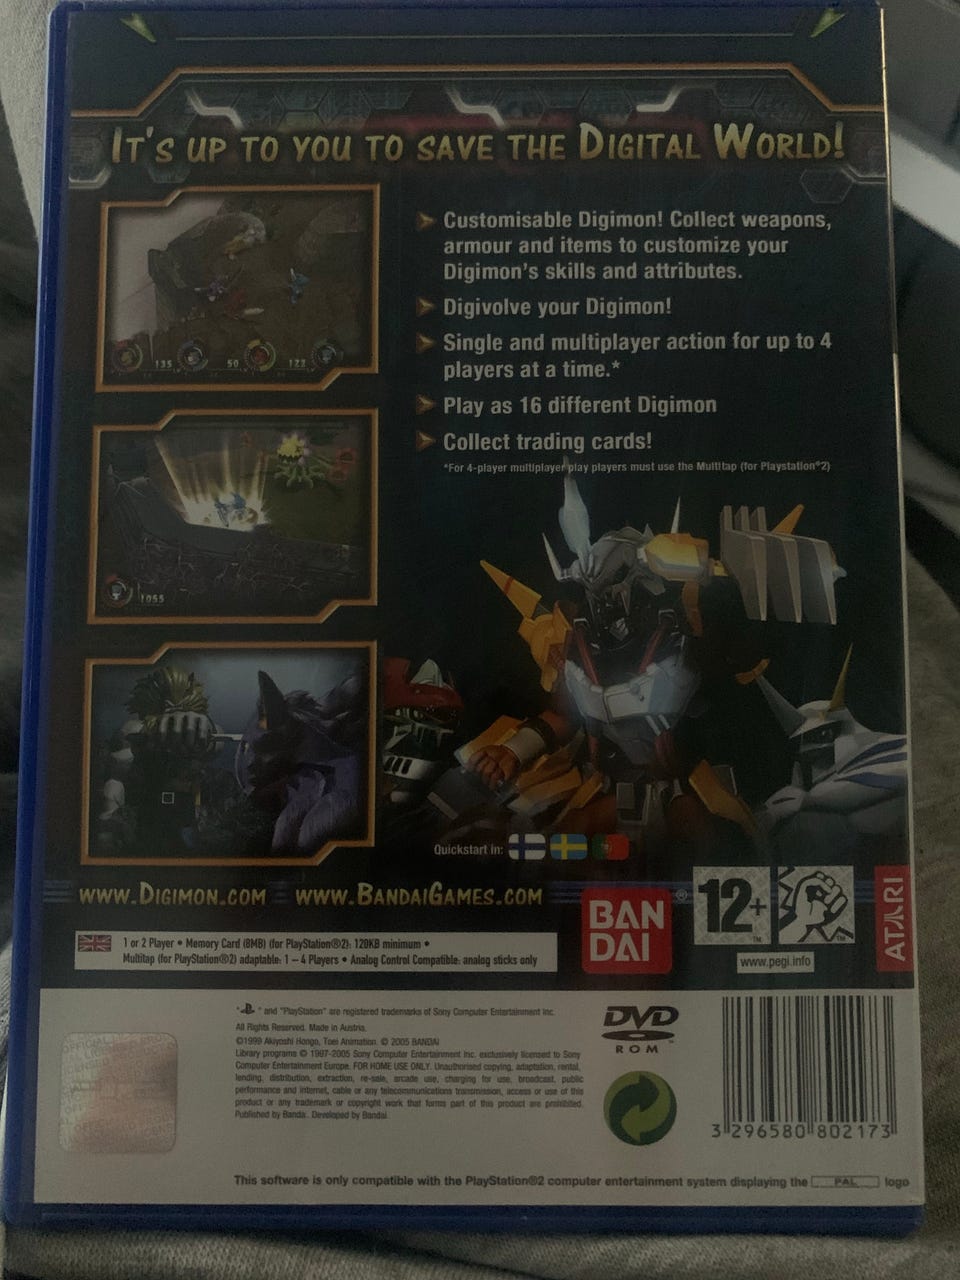 It's up to you to save the Digital World!
Customisable Digimon! Collect weapons,
armour and items to customize your
Digimon's skills and attributes.
Digivolve your Digimon!
Single and multiplayer action for up to 4
players at a time.*
Play as 16 different Digimon
Collect trading cards!
*For 4-player multiplayer play players must use the Multitap (for Playstation®2)
135 50 122
1055
Quickstart in:
www.Digimon.com www.BandaiGames.com
BAN
DAI
®
12+
TM
TM
www.pegi.info
ATARI
1 or 2 Player • Memory Card (8MB) (for PlayStation®2): 120KB minimum •
Multitap (for PlayStation®2) adaptable: 1 – 4 Players • Analog Control Compatible: analog sticks only
" " and "PlayStation" are registered trademarks of Sony Computer Entertainment Inc.
All Rights Reserved. Made in Austria.
©1999 Akiyoshi Hongo, Toei Animation. © 2005 BANDAI
Library programs © 1997-2005 Sony Computer Entertainment Inc. exclusively licensed to Sony
Computer Entertainment Europe. FOR HOME USE ONLY. Unauthorised copying, adaptation, rental,
lending, distribution, extraction, re-sale, arcade use, charging for use, broadcast, public
performance and internet, cable or any telecommunications transmission, access or use of this
product or any trademark or copyright work that forms part of this product are prohibited.
Published by Bandai. Developed by Bandai.
DVD
ROM
3 296580 802173
This software is only compatible with the PlayStation®2 computer entertainment system displaying the PAL logo